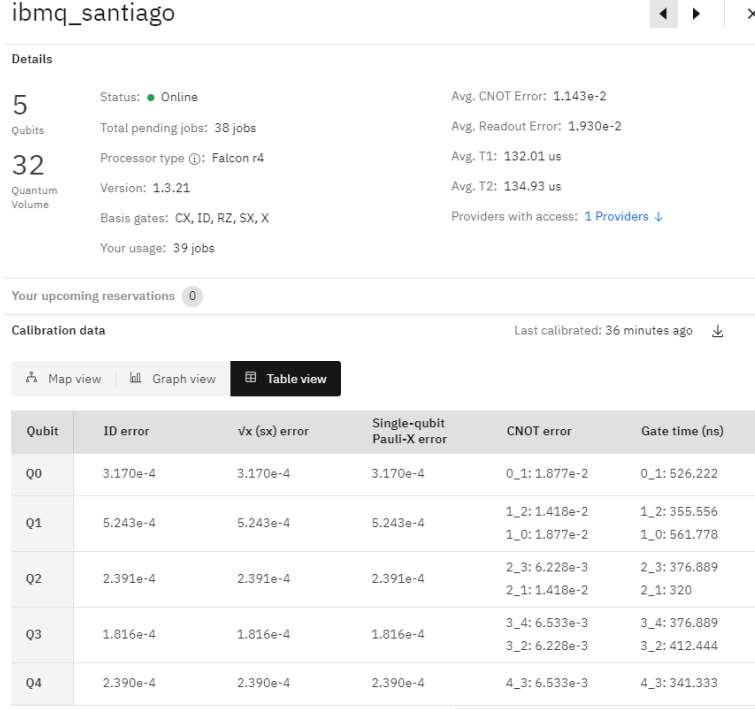 ibmq_santiago
Details
5
Qubits
32
Quantum
Volume
Status: Online
Total pending jobs: 38 jobs
Processor type: Falcon r4
Version: 1.3.21
Basis gates: CX, ID, RZ, SX, X
Your usage: 39 jobs
Avg. CNOT Error: 1.143e-2
Avg. Readout Error: 1.930e-2
Avg. T1: 132.01 us
Avg. T2: 134.93 us
Providers with access: 1 Providers ↓
Your upcoming reservations 0
Calibration data
Last calibrated: 36 minutes ago
Map view Graph view Table view
Qubit ID error √x (sx) error Single-qubit Pauli-X error CNOT error Gate time (ns)
Q0 3.170e-4 3.170e-4 3.170e-4 0_1: 1.877e-2 0_1: 526.222
Q1 5.243e-4 5.243e-4 5.243e-4 1_2: 1.418e-2 1_2: 355.556
1_0: 1.877e-2 1_0: 561.778
Q2 2.391e-4 2.391e-4 2.391e-4 2_3: 6.228e-3 2_3: 376.889
2_1: 1.418e-2 2_1: 320
Q3 1.816e-4 1.816e-4 1.816e-4 3_4: 6.533e-3 3_4: 376.889
3_2: 6.228e-3 3_2: 412.444
Q4 2.390e-4 2.390e-4 2.390e-4 4_3: 6.533e-3 4_3: 341.333